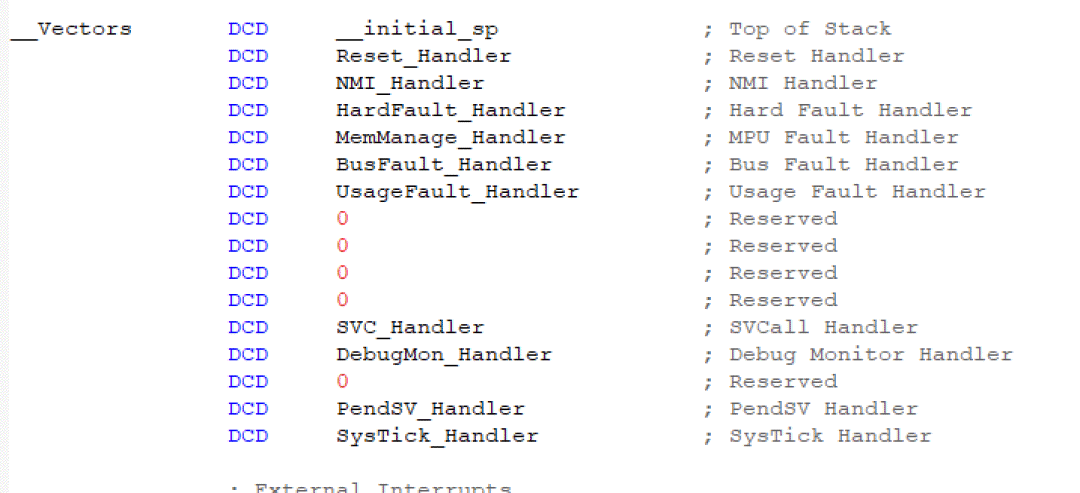 __Vectors DCD __initial_sp ; Top of Stack
DCD Reset_Handler ; Reset Handler
DCD NMI_Handler ; NMI Handler
DCD HardFault_Handler ; Hard Fault Handler
DCD MemManage_Handler ; MPU Fault Handler
DCD BusFault_Handler ; Bus Fault Handler
DCD UsageFault_Handler ; Usage Fault Handler
DCD 0 ; Reserved
DCD 0 ; Reserved
DCD 0 ; Reserved
DCD 0 ; Reserved
DCD SVC_Handler ; SVCall Handler
DCD DebugMon_Handler ; Debug Monitor Handler
DCD 0 ; Reserved
DCD PendSV_Handler ; PendSV Handler
DCD SysTick_Handler ; SysTick Handler
; External Interrupts